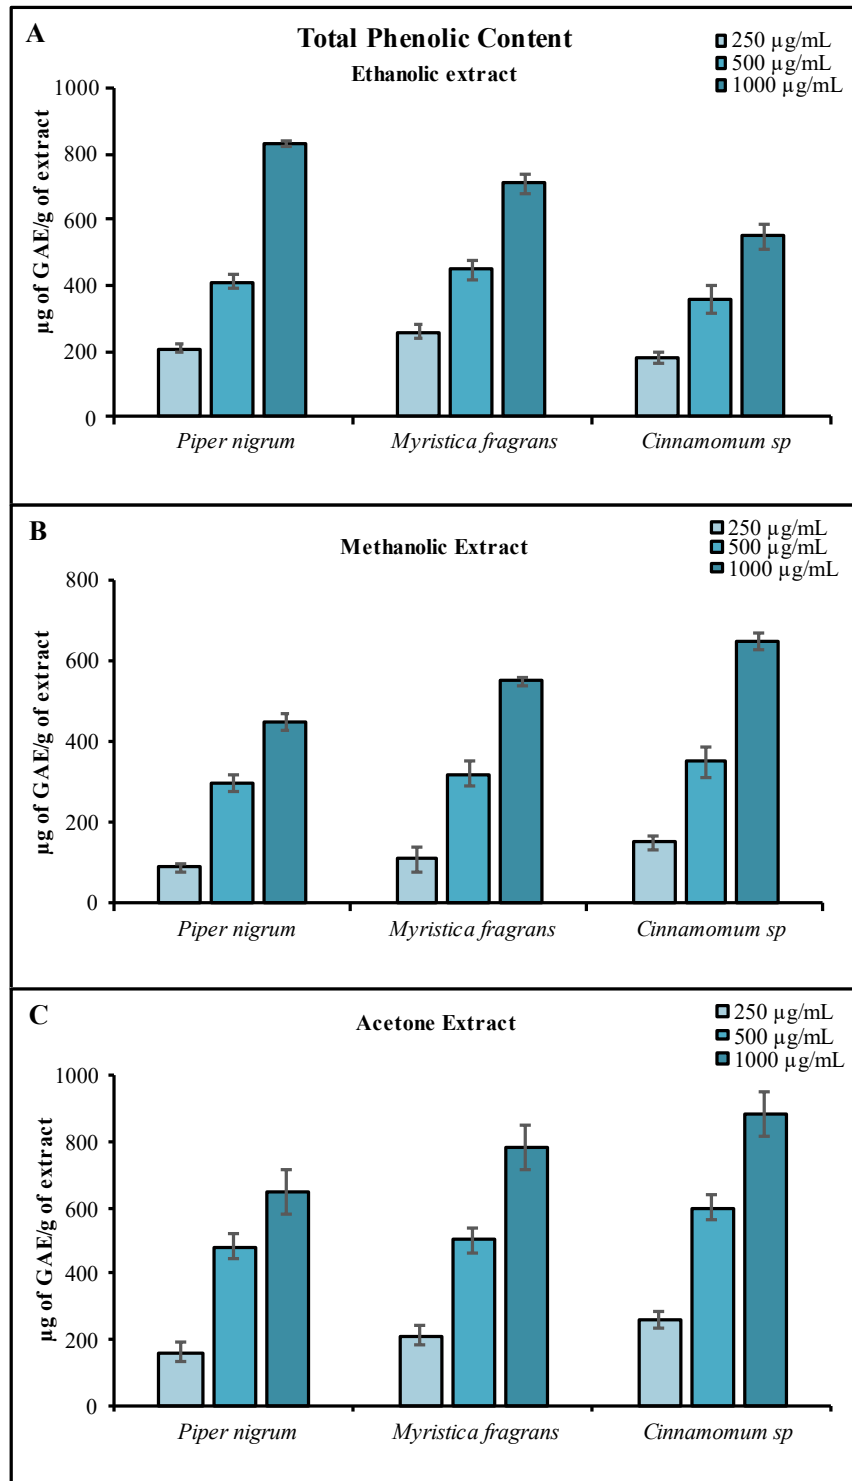 A
Total Phenolic Content
Ethanolic extract
250 µg/mL
500 µg/mL
1000 µg/mL
µg of GAE/g of extract
1000
800
600
400
200
0
Piper nigrum
Myristica fragrans
Cinnamomum sp
B
Methanolic Extract
250 µg/mL
500 µg/mL
1000 µg/mL
µg of GAE/g of extract
800
600
400
200
0
Piper nigrum
Myristica fragrans
Cinnamomum sp
C
Acetone Extract
250 µg/mL
500 µg/mL
1000 µg/mL
µg of GAE/g of extract
1000
800
600
400
200
0
Piper nigrum
Myristica fragrans
Cinnamomum sp